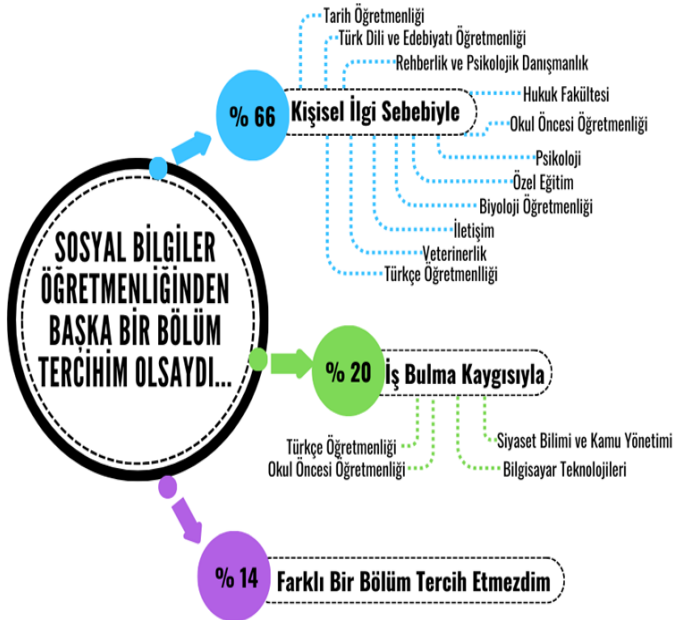 Tarih Öğretmenliği
Türk Dili ve Edebiyatı Öğretmenliği
Rehberlik ve Psikolojik Danışmanlık
% 66
Kişisel İlgi Sebebiyle
Hukuk Fakültesi
Okul Öncesi Öğretmenliği
Psikoloji
Özel Eğitim
Biyoloji Öğretmenliği
İletişim
Veterinerlik
Türkçe Öğretmenlliği
SOSYAL BİLGİLER
ÖĞRETMENLİĞİNDEN
BAŞKA BİR BÖLÜM
TERCİHİM OLSAYDI...
% 20
İş Bulma Kaygısıyla
Türkçe Öğretmenliği
Okul Öncesi Öğretmenliği
Siyaset Bilimi ve Kamu Yönetimi
Bilgisayar Teknolojileri
% 14
Farklı Bir Bölüm Tercih Etmezdim